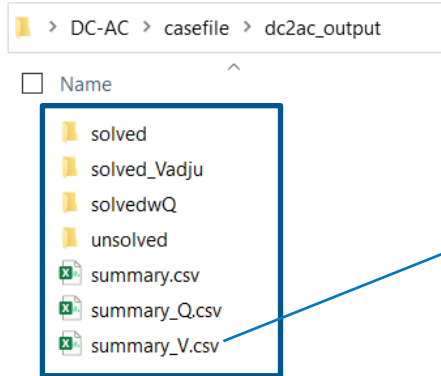 > DC-AC > casefile > dc2ac_output
Name
solved
solved_Vadju
solvedwQ
unsolved
summary.csv
summary_Q.csv
summary_V.csv